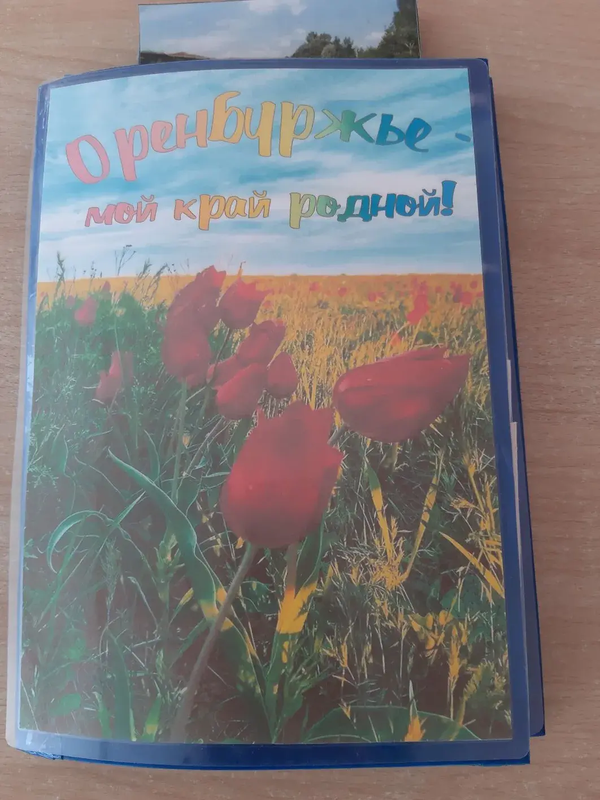 Оренбуржье -
мой край родной!